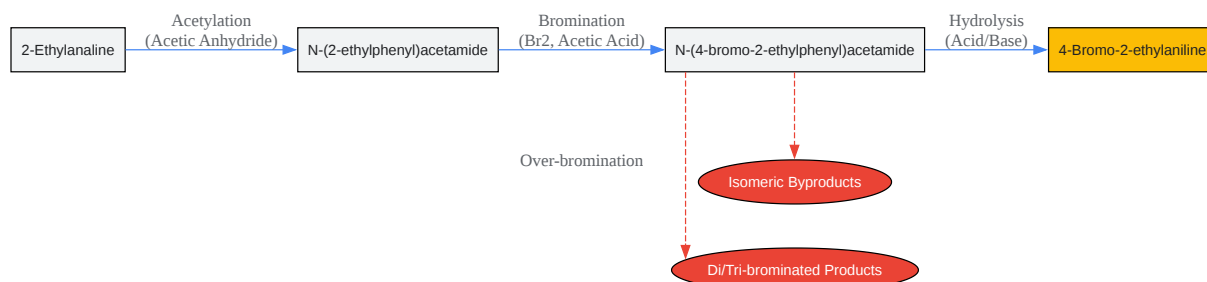 2-Ethylanaline
Acetylation
(Acetic Anhydride)
N-(2-ethylphenyl)acetamide
Bromination
(Br2, Acetic Acid)
N-(4-bromo-2-ethylphenyl)acetamide
Hydrolysis
(Acid/Base)
4-Bromo-2-ethylaniline
Over-bromination
Isomeric Byproducts
Di/Tri-brominated Products